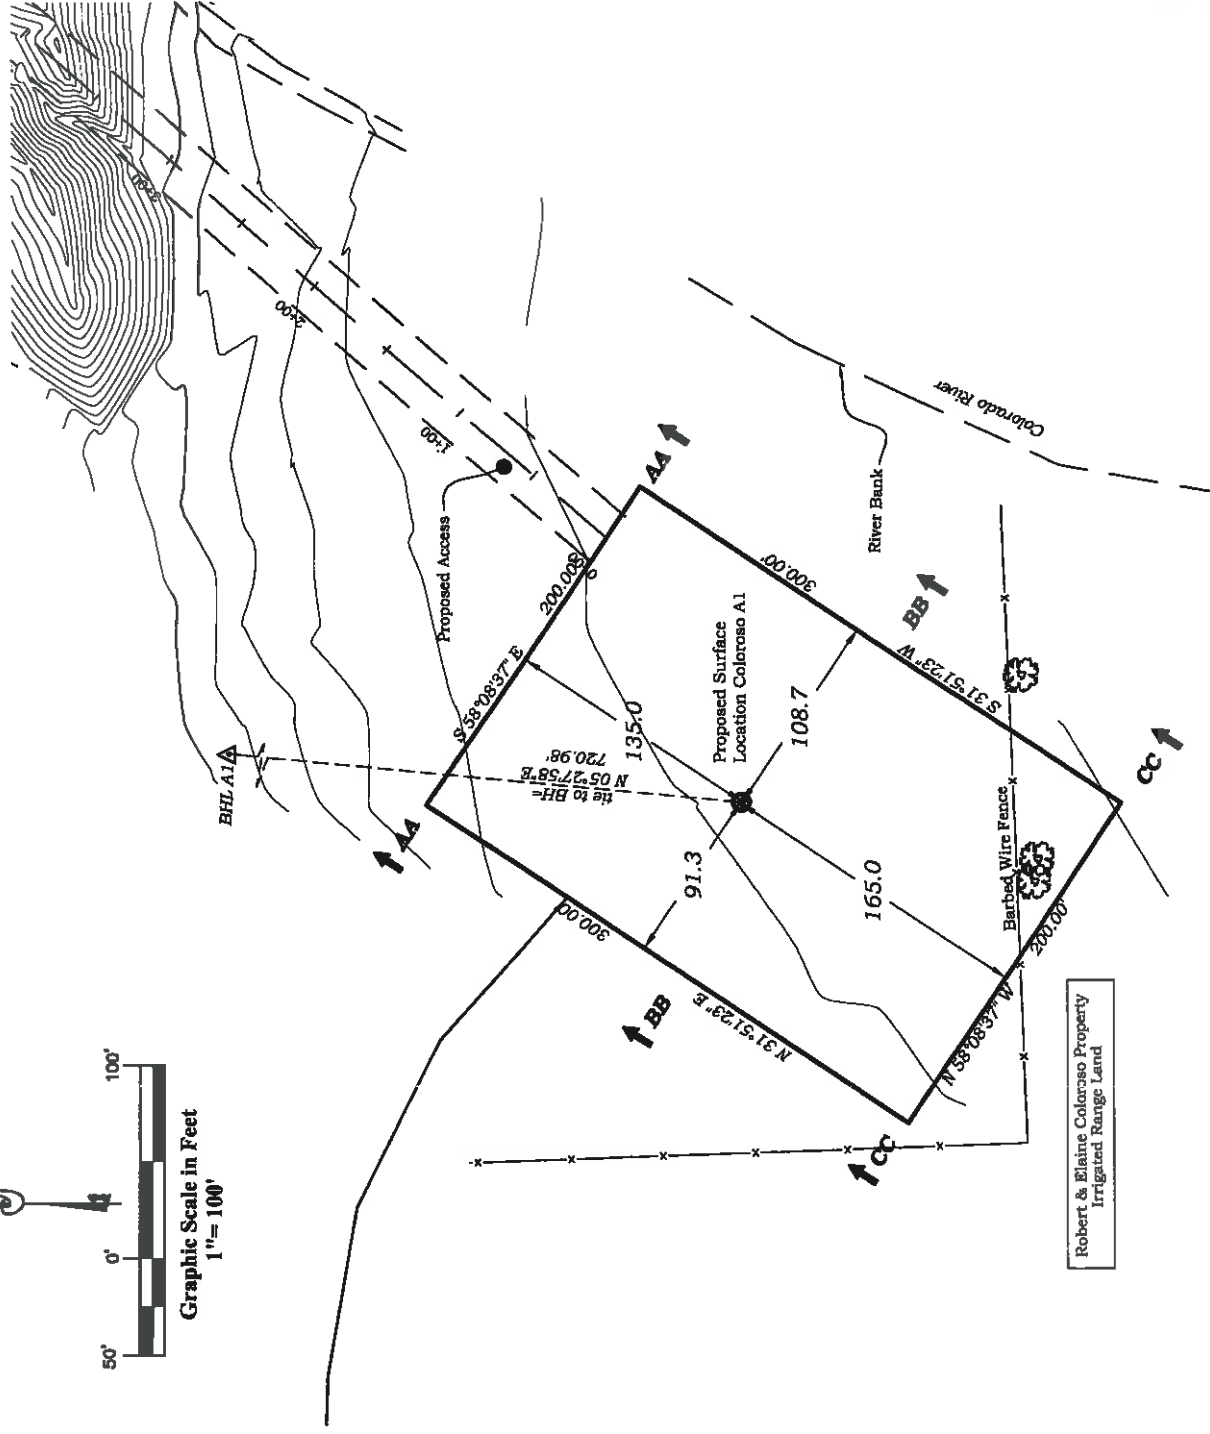 3+00
2+00
1+00
Colorado River
AA
River Bank
Proposed Access
200.00'
S 58°08'37" E
300.00'
BB
S 31°51'23" W
BHL A1
AA
tie to BH=
N 05°27'58"E
720.98'
135.0
Proposed Surface
Location Coloroso A1
108.7
91.3
165.0
Barbed Wire Fence
CC
300.00'
BB
N 31°51'23" E
200.00'
N 58°08'37" W
CC
100'
0'
50'
Graphic Scale in Feet
1"= 100'
Robert & Elaine Coloroso Property
Irrigated Range Land